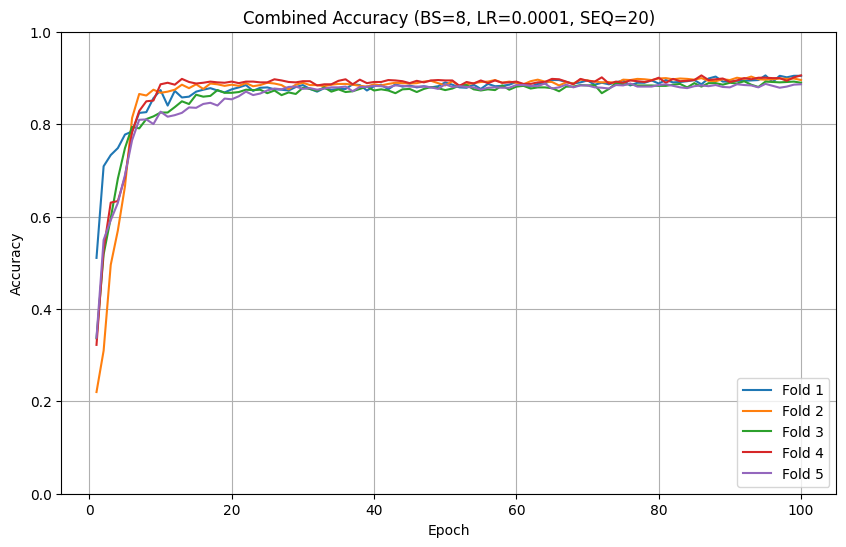 Combined Accuracy (BS=8, LR=0.0001, SEQ=20)
1.0
0.8
0.6
0.4
0.2
0.0
Accuracy
0 20 40 60 80 100
Epoch
Fold 1
Fold 2
Fold 3
Fold 4
Fold 5